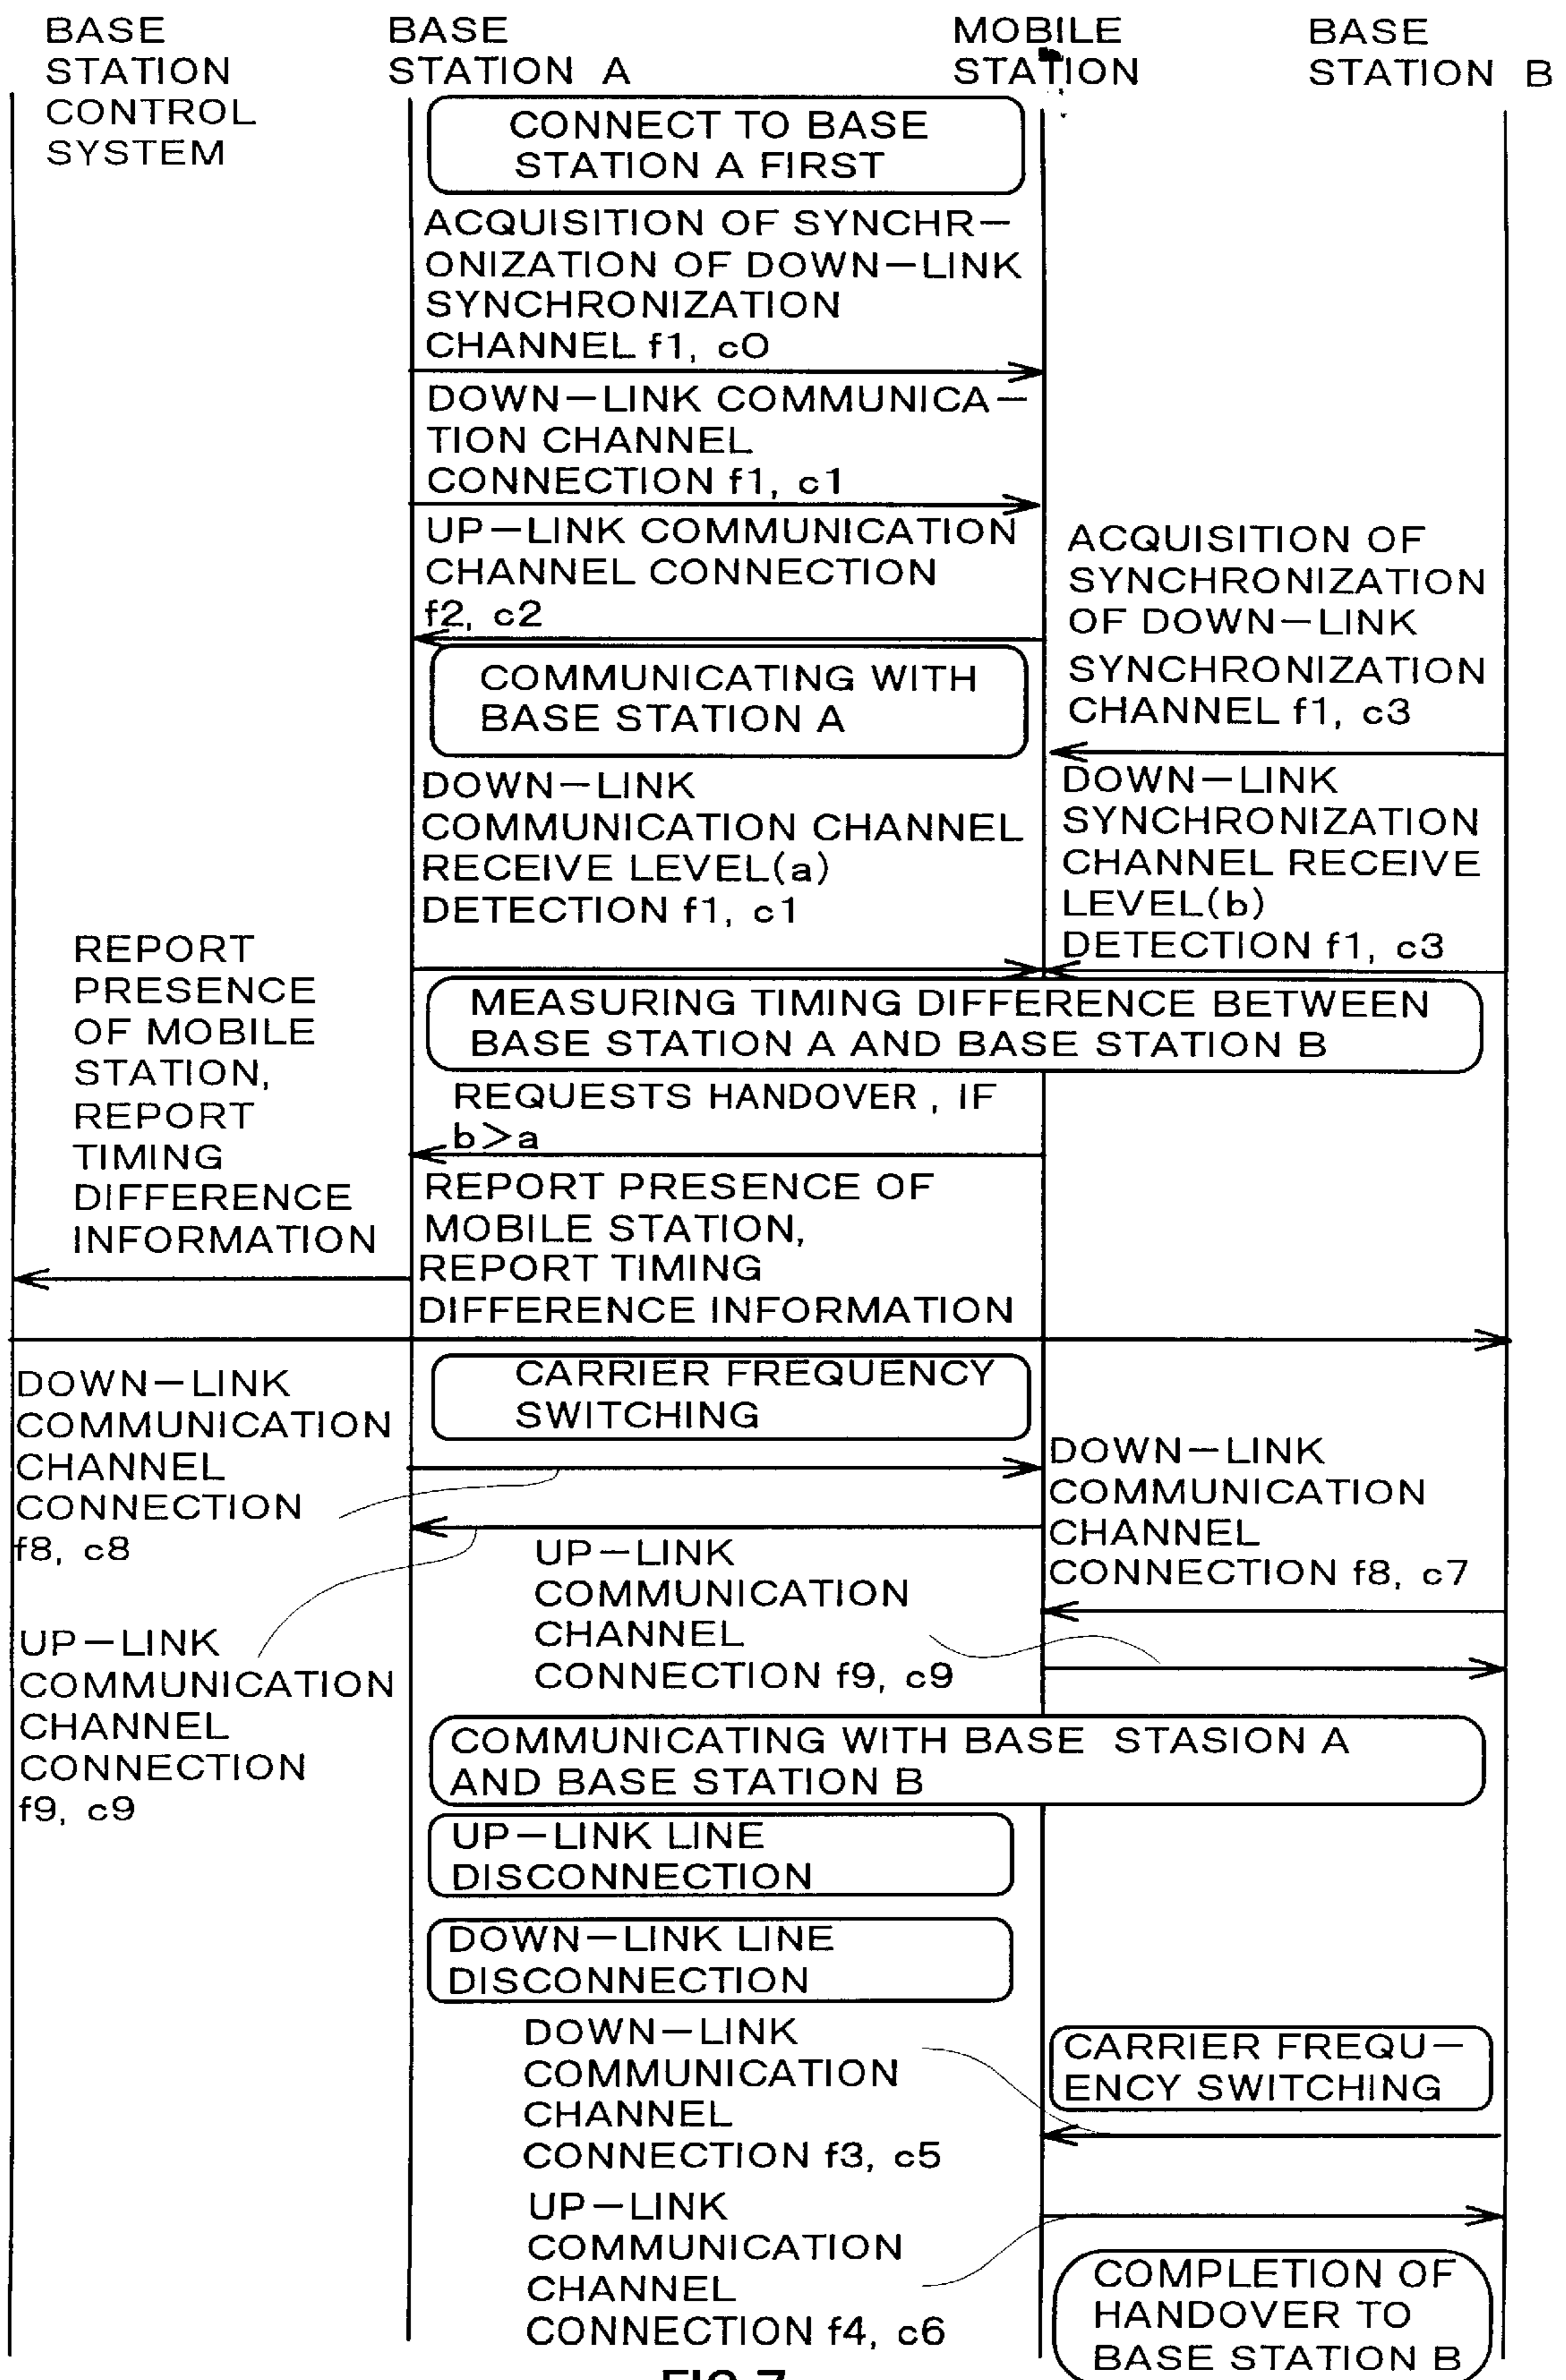 BASE
STATION
CONTROL
SYSTEM
BASE
STATION A
MOBILE
STATION
BASE
STATION B
CONNECT TO BASE
STATION A FIRST
ACQUISITION OF SYNCHR—
ONIZATION OF DOWN—LINK
SYNCHRONIZATION
CHANNEL f1, c0
DOWN—LINK COMMUNICA—
TION CHANNEL
CONNECTION f1, c1
UP—LINK COMMUNICATION
CHANNEL CONNECTION
f2, c2
ACQUISITION OF
SYNCHRONIZATION
OF DOWN—LINK
SYNCHRONIZATION
CHANNEL f1, c3
COMMUNICATING WITH
BASE STATION A
DOWN—LINK
COMMUNICATION CHANNEL
RECEIVE LEVEL(a)
DETECTION f1, c1
DOWN—LINK
SYNCHRONIZATION
CHANNEL RECEIVE
LEVEL(b)
DETECTION f1, c3
REPORT
PRESENCE
OF MOBILE
STATION,
REPORT
TIMING
DIFFERENCE
INFORMATION
MEASURING TIMING DIFFERENCE BETWEEN
BASE STATION A AND BASE STATION B
REQUESTS HANDOVER, IF
b>a
REPORT PRESENCE OF
MOBILE STATION,
REPORT TIMING
DIFFERENCE INFORMATION
CARRIER FREQUENCY
SWITCHING
DOWN—LINK
COMMUNICATION
CHANNEL
CONNECTION
f8, c8
DOWN—LINK
COMMUNICATION
CHANNEL
CONNECTION f8, c7
UP—LINK
COMMUNICATION
CHANNEL
CONNECTION f9, c9
UP—LINK
COMMUNICATION
CHANNEL
CONNECTION
f9, c9
COMMUNICATING WITH BASE STASION A
AND BASE STATION B
UP—LINK LINE
DISCONNECTION
DOWN—LINK LINE
DISCONNECTION
DOWN—LINK
COMMUNICATION
CHANNEL
CONNECTION f3, c5
CARRIER FREQU—
ENCY SWITCHING
UP—LINK
COMMUNICATION
CHANNEL
CONNECTION f4, c6
COMPLETION OF
HANDOVER TO
BASE STATION B
FIG.7